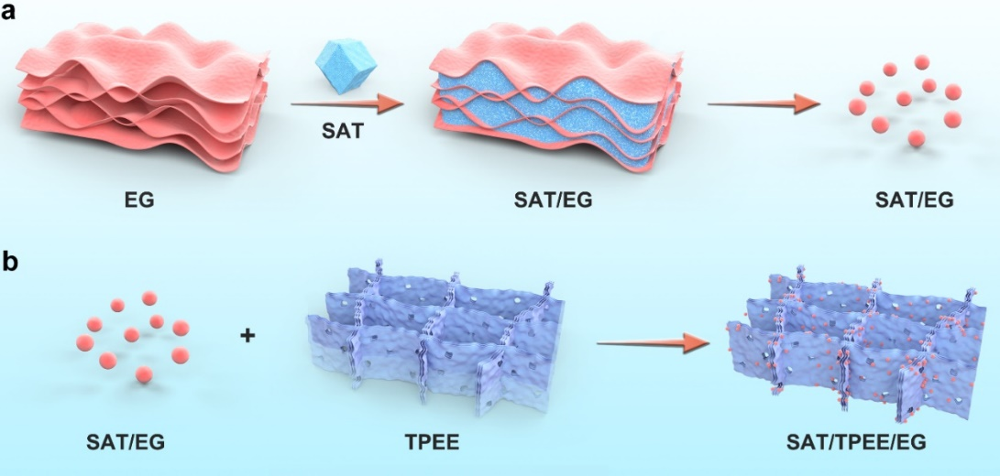 a
SAT
EG
SAT/EG
SAT/EG
b
+
SAT/EG
TPEE
SAT/TPEE/EG